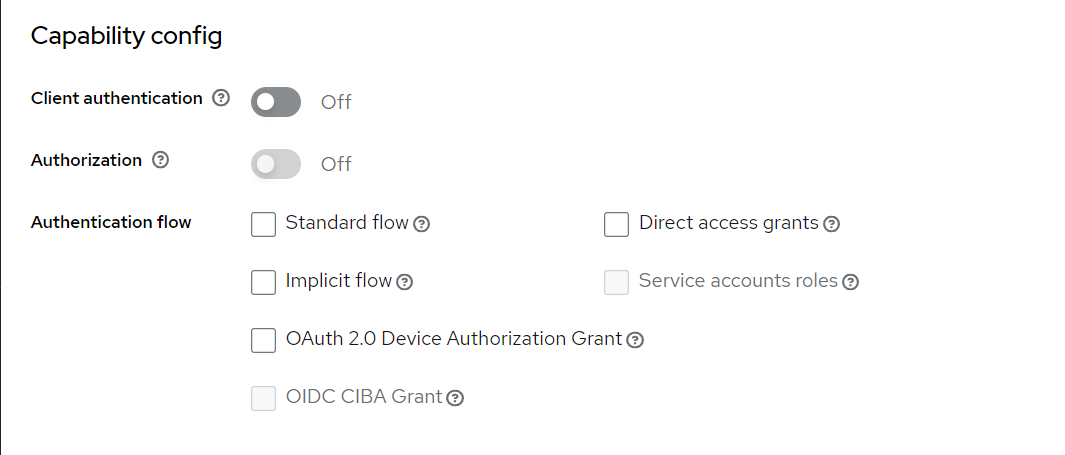 Capability config
Client authentication Off
Authorization Off
Authentication flow Standard flow Direct access grants
Implicit flow Service accounts roles
OAuth 2.0 Device Authorization Grant
OIDC CIBA Grant